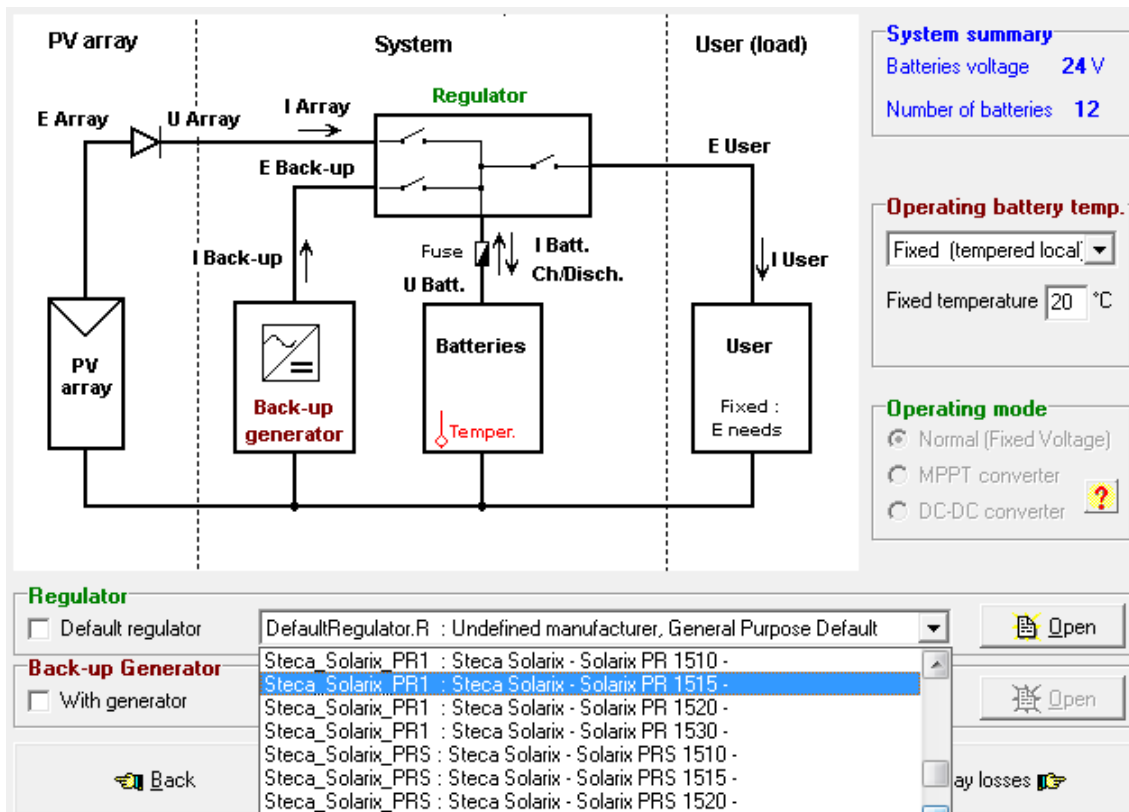 PV array
System
User (load)
System summary
Batteries voltage 24 V
Number of batteries 12
Regulator
I Array
E Array
U Array
E User
E Back-up
Operating battery temp.
Fixed (tempered local)
Fixed temperature 20 °C
Fuse
I Batt.
Ch/Disch.
I Back-up
U Batt.
I User
PV
array
Back-up
generator
Batteries
Temper.
User
Fixed :
E needs
Operating mode
Normal (Fixed Voltage)
MPPT converter
DC-DC converter
?
Regulator
Default regulator
DefaultRegulator.R : Undefined manufacturer, General Purpose Default
Open
Steca_Solarix_PR1 : Steca Solarix - Solarix PR 1510 -
Steca_Solarix_PR1 : Steca Solarix - Solarix PR 1515 -
Steca_Solarix_PR1 : Steca Solarix - Solarix PR 1520 -
Steca_Solarix_PR1 : Steca Solarix - Solarix PR 1530 -
Steca_Solarix_PRS : Steca Solarix - Solarix PRS 1510 -
Steca_Solarix_PRS : Steca Solarix - Solarix PRS 1515 -
Steca_Solarix_PRS : Steca Solarix - Solarix PRS 1520 -
Back-up Generator
With generator
Open
Back
ay losses